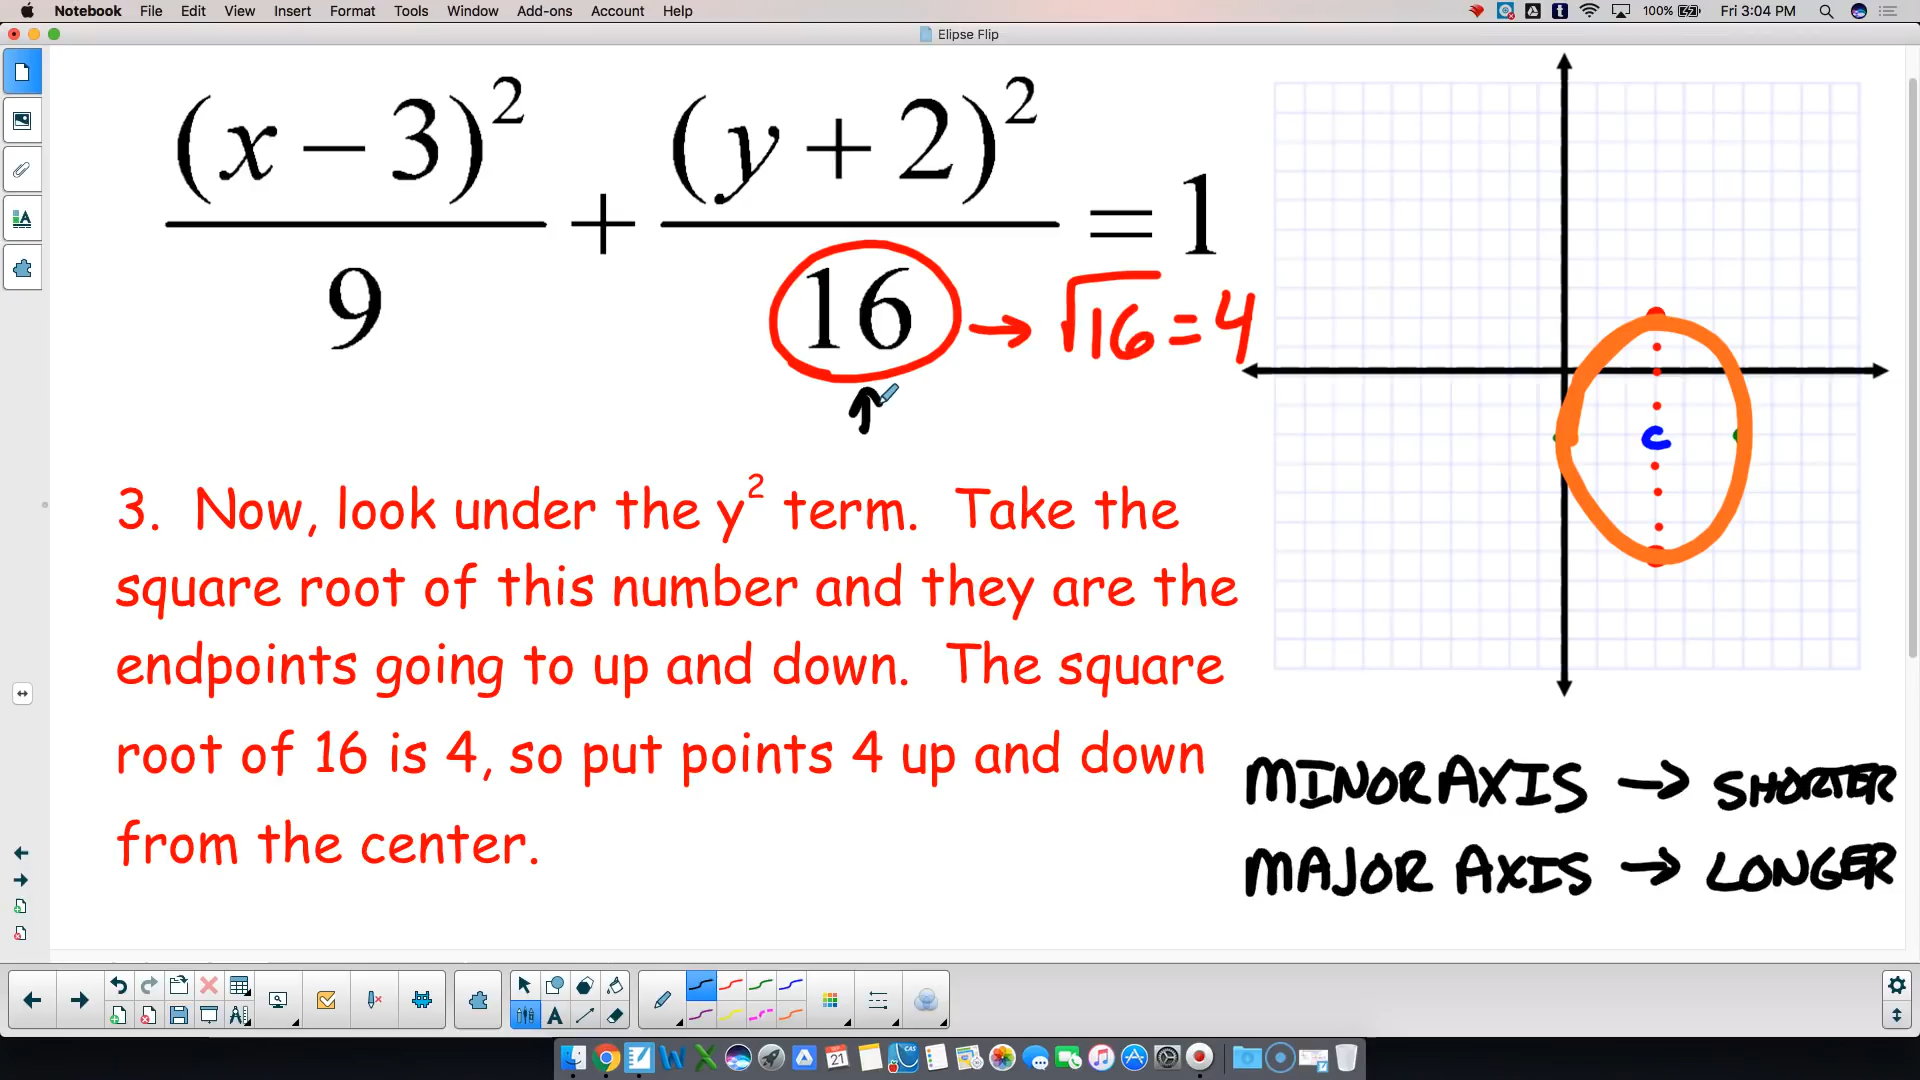 Notebook File Edit View Insert Format Tools Window Add-ons Account Help 100% Fri 3:04 PM
Elipse Flip
(x − 3)² / 9 + (y + 2)² / 16 = 1
→ √16 = 4
C
3. Now, look under the y² term. Take the
square root of this number and they are the
endpoints going to up and down. The square
root of 16 is 4, so put points 4 up and down
from the center.
MINOR AXIS → SHORTER
MAJOR AXIS → LONGER